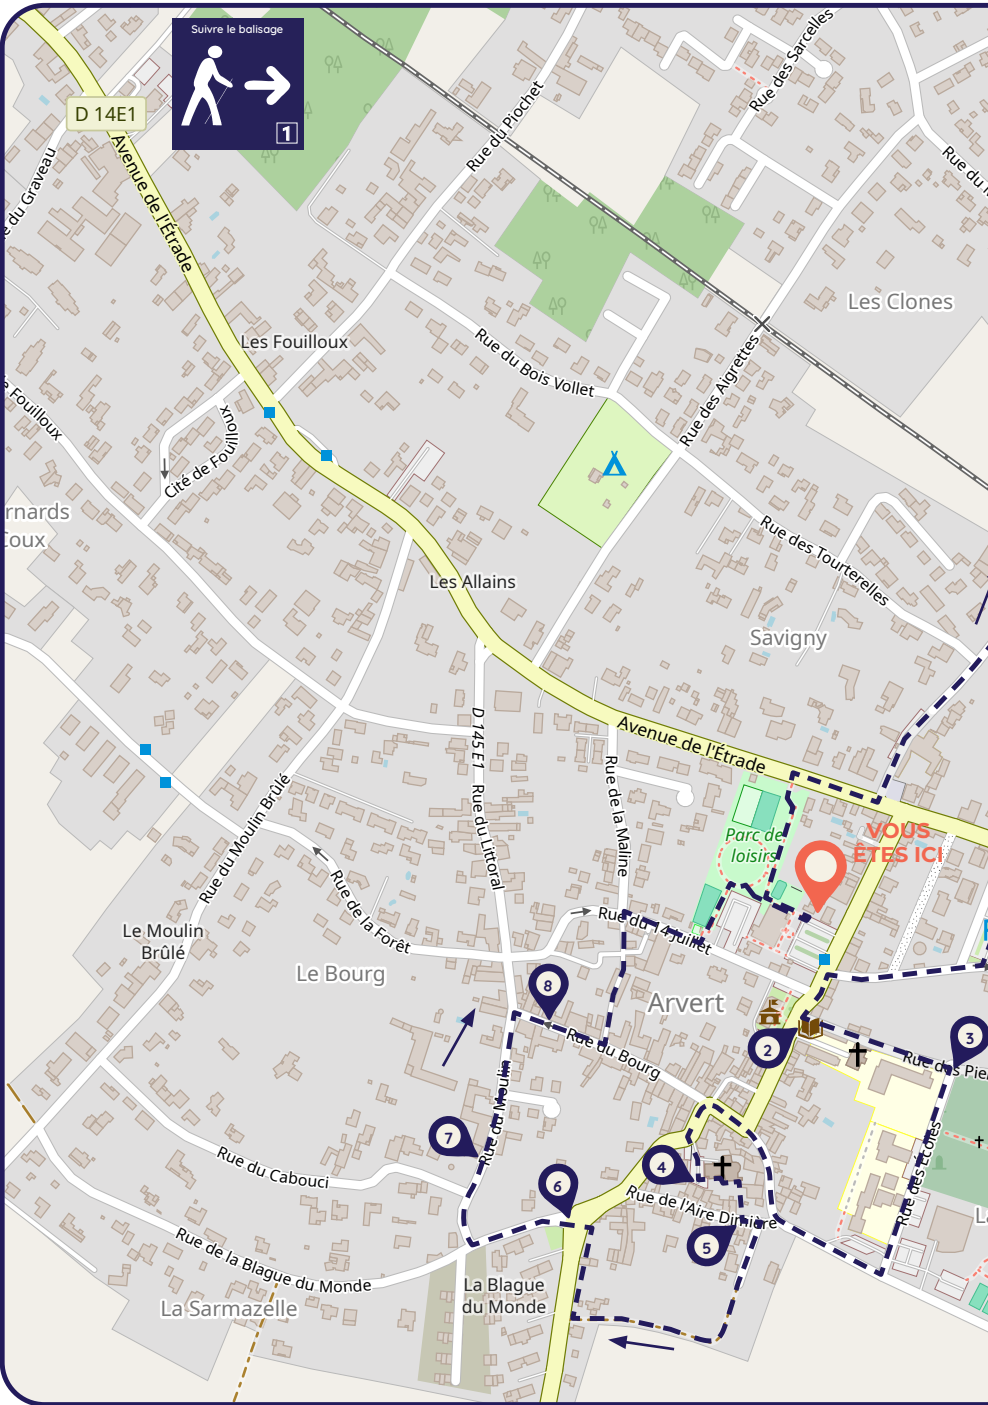 Suivre le balisage
1
D 14E1
Avenue de l'Étrade
Rue du Piochet
Rue des Sarcelles
Rue du
e du Graveau
Les Clones
Les Fouilloux
Rue du Bois Vollet
Rue des Aigrettes
e Fouilloux
Cité de Fouilloux
rnards
Coux
Rue des Tourterelles
Les Allains
Savigny
D 145 E1
Rue du Littoral
Avenue de l'Étrade
Rue de la Maline
Rue du Moulin Brûlé
Parc de
loisirs
VOUS
ÊTES ICI
Rue de la Forêt
Rue du 14 Juillet
Le Moulin
Brûlé
Le Bourg
Arvert
8
2
3
Rue du Bourg
Rue des Pier
Rue du Moulin
7
4
6
5
Rue des Écoles
Rue du Cabouci
Rue de l'Aire Dimière
Rue de la Blague du Monde
La Blague
du Monde
La Sarmazelle